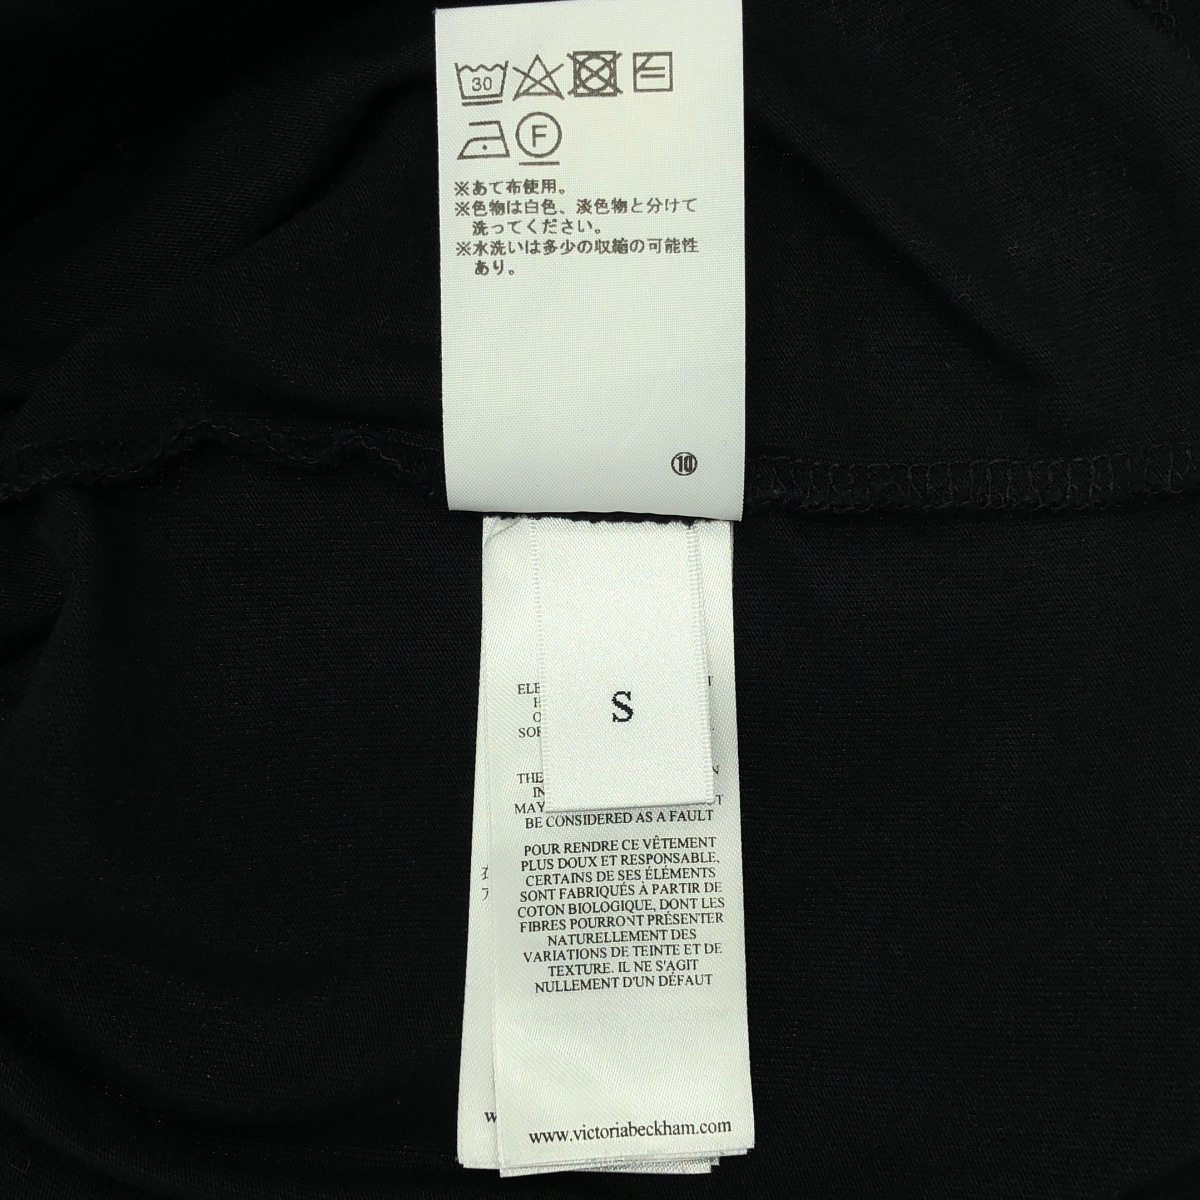 30
F
※あて布使用。
※色物は白色、淡色物と分けて
洗ってください。
※水洗いは多少の収縮の可能性
あり。
⑩
S
MAY
BE CONSIDERED AS A FAULT
POUR RENDRE CE VÊTEMENT
PLUS DOUX ET RESPONSABLE,
CERTAINS DE SES ÉLÉMENTS
SONT FABRIQUÉS À PARTIR DE
COTON BIOLOGIQUE, DONT LES
FIBRES POURRONT PRÉSENTER
NATURELLEMENT DES
VARIATIONS DE TEINTE ET DE
TEXTURE. IL NE S'AGIT
NULLEMENT D'UN DÉFAUT
www.victoriabeckham.com